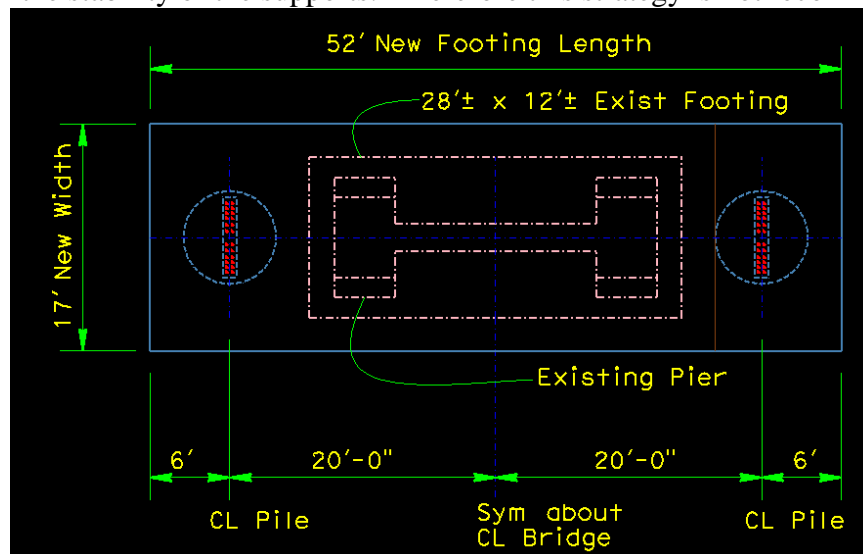 52' New Footing Length
28'± x 12'± Exist Footing
17' New Width
Existing Pier
6'
20'-0"
20'-0"
6'
CL Pile
Sym about
CL Bridge
CL Pile